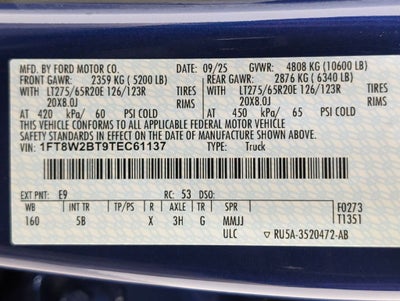 MFD. BY FORD MOTOR CO. 09/25 GVWR: 4808 KG (10600 LB)
FRONT GAWR: 2359 KG ( 5200 LB) REAR GAWR: 2876 KG ( 6340 LB)
WITH LT275/65R20E 126/123R TIRES WITH LT275/65R20E 126/123R TIRES
20X8.0J RIMS 20X8.0J RIMS
AT 420 kPa/ 60 PSI COLD AT 450 kPa/ 65 PSI COLD
THIS VEHICLE CONFORMS TO ALL APPLICABLE FEDERAL MOTOR VEHICLE
SAFETY STANDARDS IN EFFECT ON THE DATE OF MANUFACTURE SHOWN ABOVE.
VIN: 1FT8W2BT9TEC61137 TYPE: Truck
EXT PNT: E9 RC: 53 DSO:
WB INT TR TP/PS R AXLE TR SPR F0273
160 5B X 3H G MMJJ T1351
ULC RU5A-3520472-AB